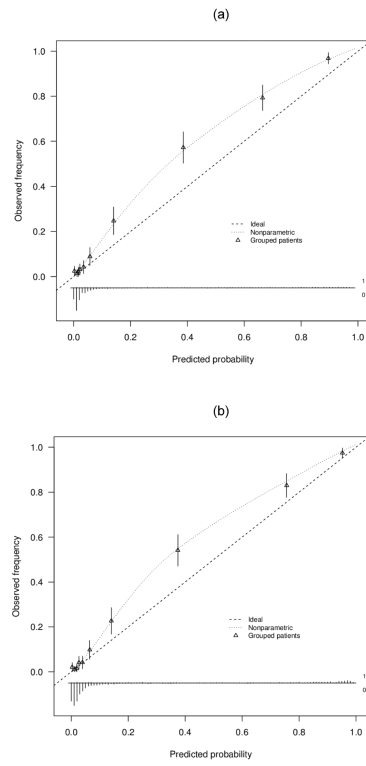 (a)
Observed frequency
1.0
0.8
0.6
0.4
0.2
0.0
Ideal
Nonparametric
Grouped patients
1
0
0.0 0.2 0.4 0.6 0.8 1.0
Predicted probability
(b)
Observed frequency
1.0
0.8
0.6
0.4
0.2
0.0
Ideal
Nonparametric
Grouped patients
1
0
0.0 0.2 0.4 0.6 0.8 1.0
Predicted probability